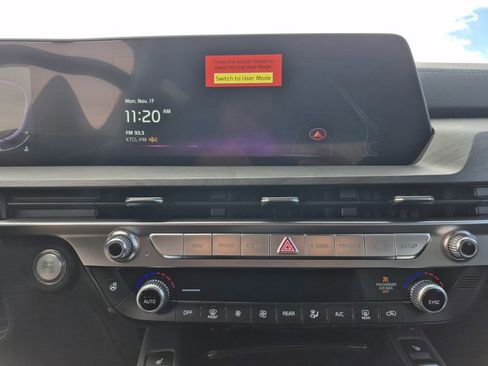 Press the button below to
switch to the User Mode.
Switch to User Mode
Mon, Nov. 17
11:20 AM
FM 93.3
KTCL-FM
NAV RADIO SEEK TRACK SETUP
AUTO
PASSENGER
AIR BAG
OFF
SYNC
OFF FRONT REAR A/C REAR